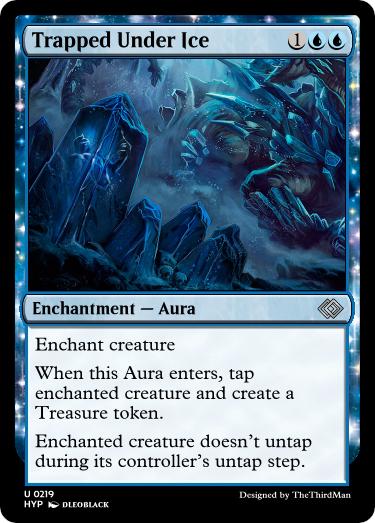 Trapped Under Ice 1
Enchantment — Aura
Enchant creature
When this Aura enters, tap
enchanted creature and create a
Treasure token.
Enchanted creature doesn't untap
during its controller's untap step.
U 0219
HYP DLEOBLACK
Designed by TheThirdMan